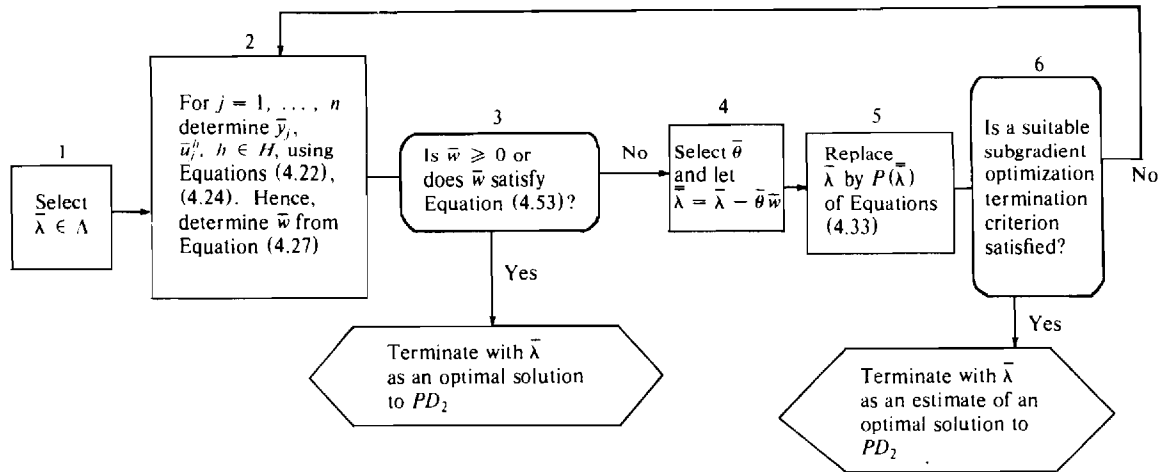 1
Select
λ̄ ∈ Λ
2
For j = 1, . . . , n
determine ȳⱼ,
ūⱼʰ, h ∈ H, using
Equations (4.22),
(4.24). Hence,
determine w̄ from
Equation (4.27)
3
Is w̄ ⩾ 0 or
does w̄ satisfy
Equation (4.53)?
No
Yes
Terminate with λ̄
as an optimal solution
to PD₂
4
Select θ̄
and let
λ̿ = λ̄ − θ̄ w̄
5
Replace
λ̄ by P(λ̿)
of Equations
(4.33)
6
Is a suitable
subgradient
optimization
termination
criterion
satisfied?
No
Yes
Terminate with λ̄
as an estimate of an
optimal solution to
PD₂